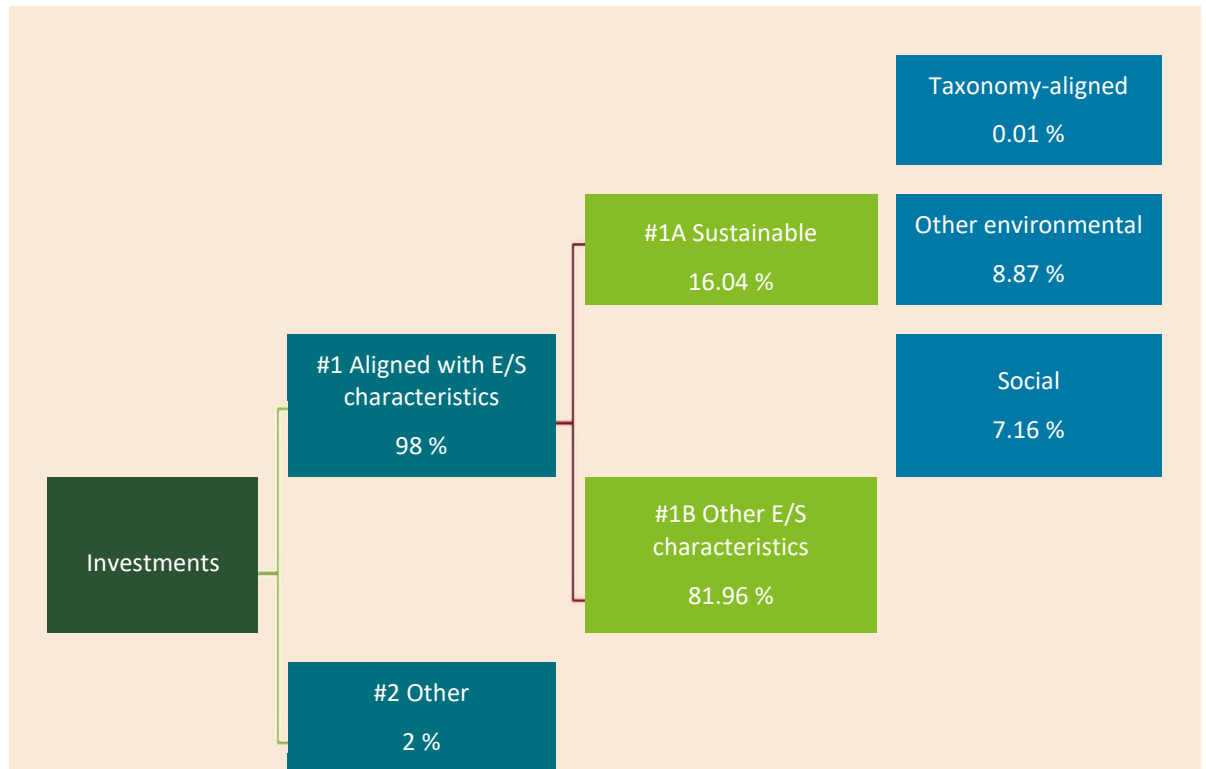 Taxonomy-aligned
0.01 %
#1A Sustainable
16.04 %
Other environmental
8.87 %
#1 Aligned with E/S
characteristics
98 %
Social
7.16 %
Investments
#1B Other E/S
characteristics
81.96 %
#2 Other
2 %